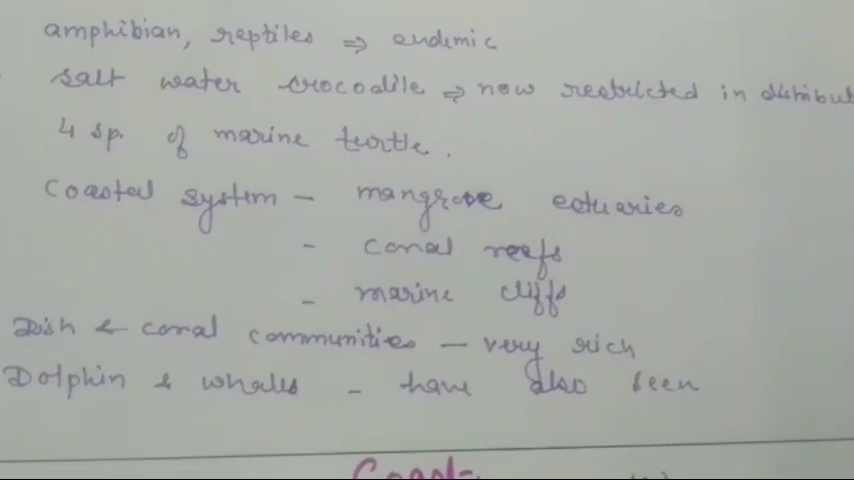 amphibian, reptiles ⇒ endemic
salt water crocodile ⇒ now restricted in distribut
4 sp. of marine turtle.
Coastal system - mangrove estuaries
- coral reefs
- marine cliffs
Fish & coral communities - very rich
Dolphin & whales - have also seen